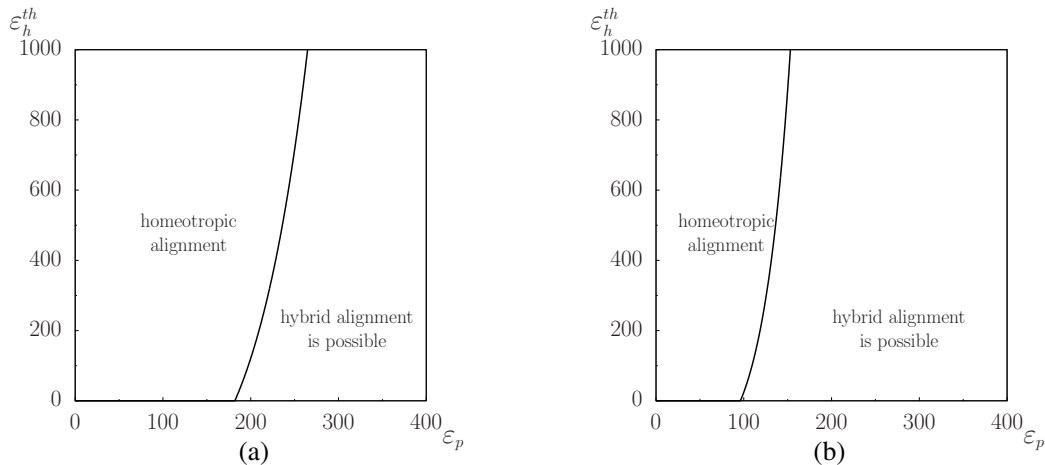 ε_h^{th}
1000
800
600
400
200
0
homeotropic
alignment
hybrid alignment
is possible
0 100 200 300 400
ε_p
(a)
ε_h^{th}
1000
800
600
400
200
0
homeotropic
alignment
hybrid alignment
is possible
0 100 200 300 400
ε_p
(b)